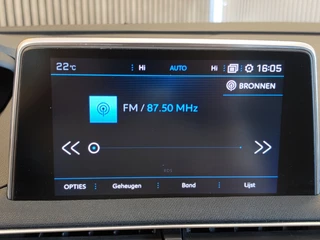 22°C Hi AUTO Hi 16:05
BRONNEN
FM / 87.50 MHz
OPTIES Geheugen Band Lijst